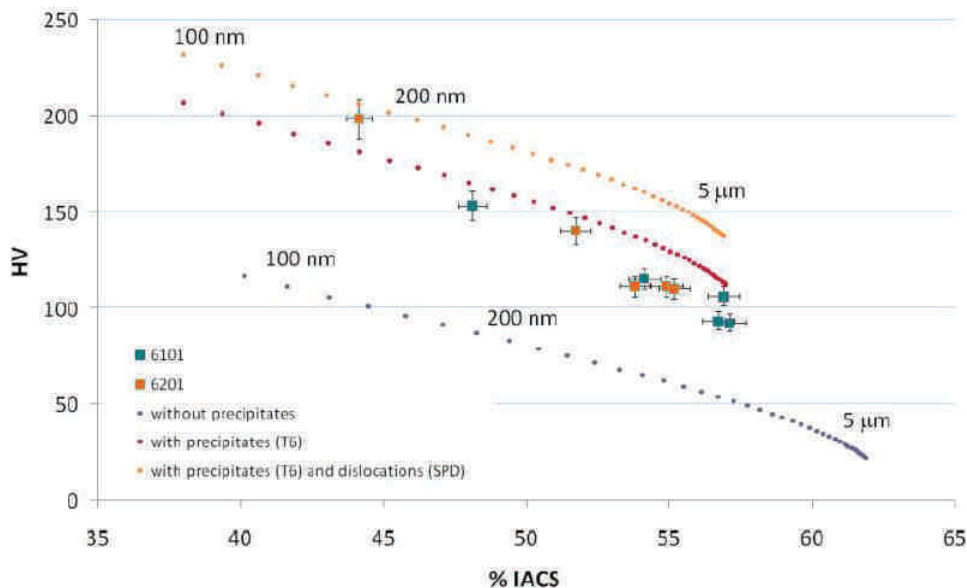 250
200
150
100
50
0
HV
100 nm
200 nm
5 μm
100 nm
200 nm
5 μm
6101
6201
without precipitates
with precipitates (T6)
with precipitates (T6) and dislocations (SPD)
35 40 45 50 55 60 65
% IACS